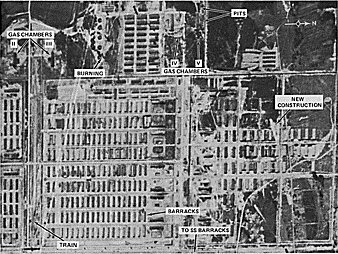 PITS
N
GAS CHAMBERS
II III
IV V
GAS CHAMBERS
BURNING
NEW
CONSTRUCTION
BARRACKS
TO SS BARRACKS
TRAIN